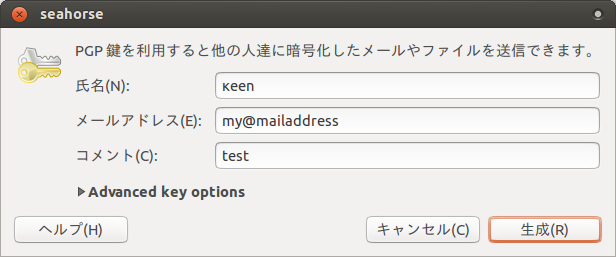 seahorse
PGP 鍵を利用すると他の人達に暗号化したメールやファイルを送信できます。
氏名(N): κeen
メールアドレス(E): my@mailaddress
コメント(C): test
Advanced key options
ヘルプ(H) キャンセル(C) 生成(R)